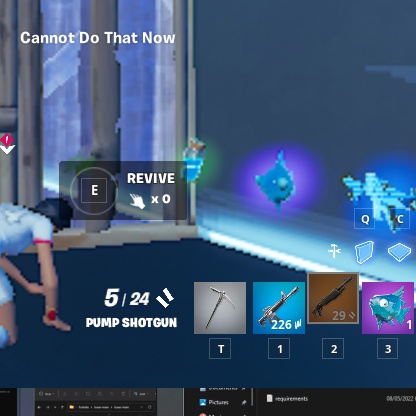 Cannot Do That Now
E
REVIVE
x 0
Q
C
5 / 24
PUMP SHOTGUN
226
29
1
T
1
2
3
Pictures
requirements
08/05/2022